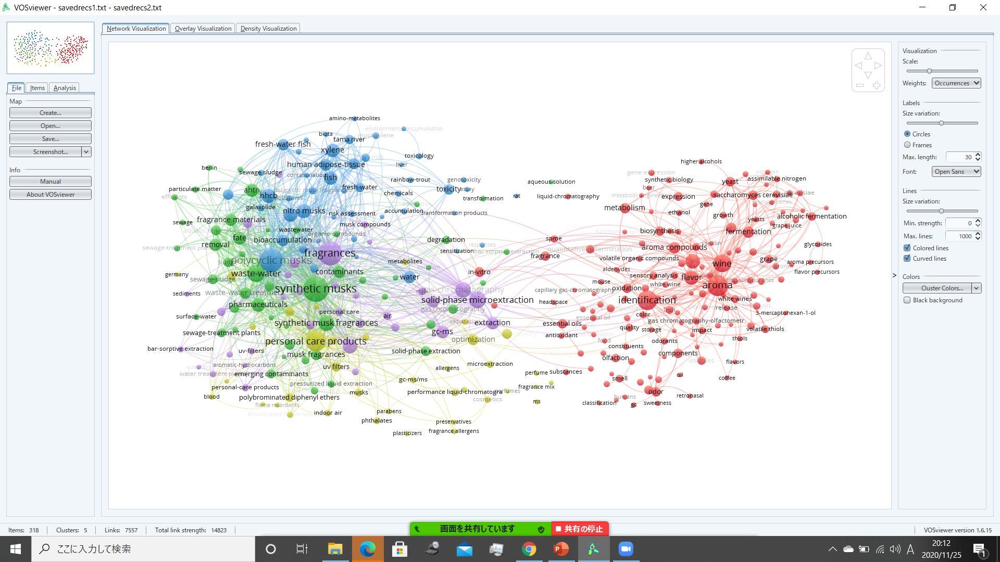 VOSviewer - savedrecs1.txt - savedrecs2.txt
Network Visualization
Overlay Visualization
Density Visualization
File
Items
Analysis
Map
Create...
Open...
Save...
Screenshot...
Info
Manual
About VOSviewer
amino-metabolites
environmental accumulation
biota
musk xylene
tama river
fresh-water fish
xylene
toxicology
human adipose-tissue
liver
berlin
sewage sludge
contamination
fish
rainbow-trout
genotoxicity
particulate matter
effluents
ahtn
hhcb
polycyclic musk fragrances
pollutants
fresh-water
chemicals
toxicity
assay
transformation
aqueous-solution
rat
liquid-chromatography
galaxolide
nitro musks
risk assessment
accumulation
transformation products
sewage
fragrance materials
musk compounds
wastewater
organic-compounds
fate
bioaccumulation
removal
degradation
responses
sewage-treatment plant
fragrances
sensitization
bar sorptive extraction
polycyclic musks
metabolites
sorption
germany
waste-water
contaminants
sewage-sludge
water
in-vitro
synthetic musks
sediments
waste-water treatment
milk
gas-chromatography
solid-phase microextraction
pharmaceuticals
gas chromatography
surface-water
personal care
air
separation
extraction
synthetic musk fragrances
sewage-treatment plants
gc-ms
optimization
personal care products
bar-sorptive extraction
uv-filters
musk fragrances
solid-phase extraction
aromatic-hydrocarbons
uv filters
microextraction
allergens
emerging contaminants
gc-ms/ms
personal-care products
pressurized liquid extraction
musks
blood
polybrominated diphenyl ethers
performance liquid-chromatogra
perfumes
cosmetics
flame retardants
indoor air
parabens
phthalates
preservatives
plasticizers
fragrance allergens
perfume
substances
fragrance mix
ms
higher alcohols
gene-expression
nitrogen
synthetic biology
beer
yeast
assimilable nitrogen
metabolic engineering
expression
saccharomyces cerevisiae
gene
monoterpenes
metabolism
ethanol
growth
alcoholic fermentation
yeasts
grape juice
biosynthesis
fermentation
spme
quantitative determination
aroma compounds
vanillin
glycosides
fragrance
volatile organic compounds
wine
grape
aroma precursors
wine aroma
aldehydes
sensory analysis
flavor
flavor precursors
mouse
white wine
aroma
impact odorants
capillary gas-chromatography
oxidation
headspace
identification
white wines
release
chemical-composition
fruit
color
3-mercaptohexan-1-ol
essential oil
gas chromatography-olfactometr
essential oils
quality
storage
impact
volatile thiols
antioxidant
food
odorants
thiols
constituents
components
olfaction
volatiles
flavors
smell
oil
coffee
odor
humans
retronasal
classification
gc
sweetness
Visualization
Scale:
Weights:
Occurrences
Labels
Size variation:
Circles
Frames
Max. length:
30
Font:
Open Sans
Lines
Size variation:
Min. strength:
0
Max. lines:
1000
Colored lines
Curved lines
>
Colors
Cluster Colors...
Black background
Items: 318
Clusters: 5
Links: 7557
Total link strength: 14823
画面を共有しています
共有の停止
VOSviewer version 1.6.15
ここに入力して検索
A
20:12
2020/11/25
1